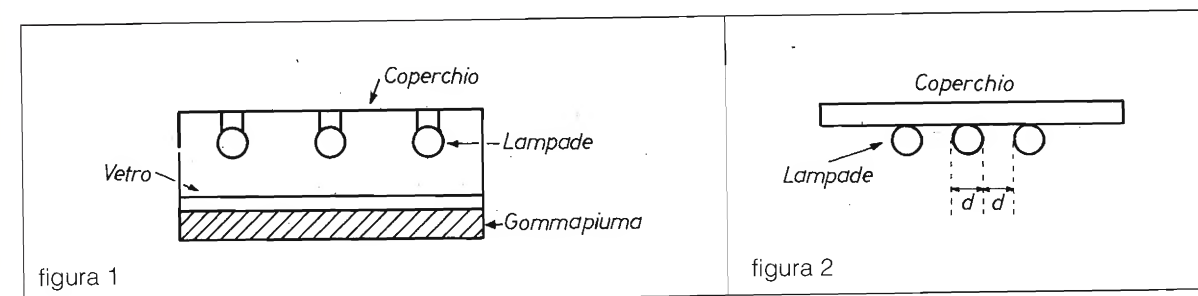 Coperchio
Lampade
Vetro
Gommapiuma
figura 1
Coperchio
Lampade
d d
figura 2